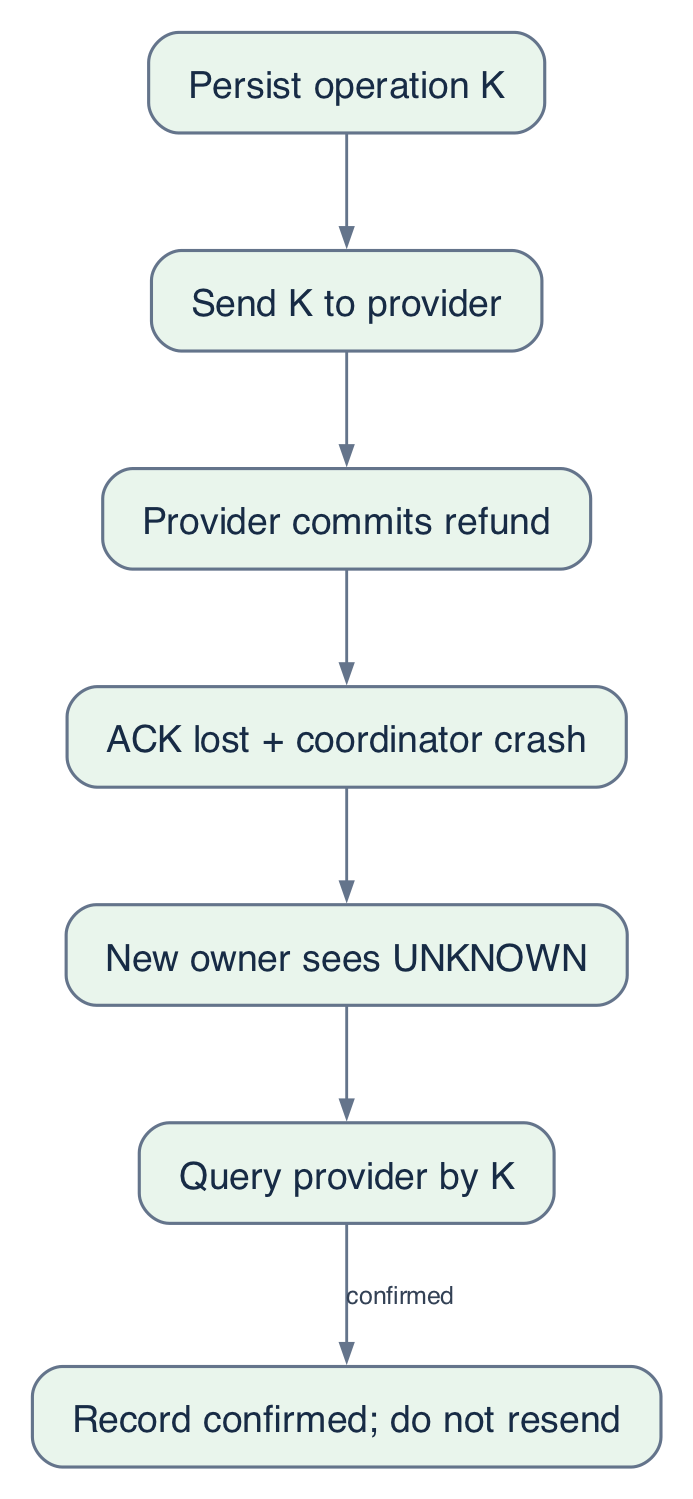 Persist operation K
Send K to provider
Provider commits refund
ACK lost + coordinator crash
New owner sees UNKNOWN
Query provider by K
confirmed
Record confirmed; do not resend